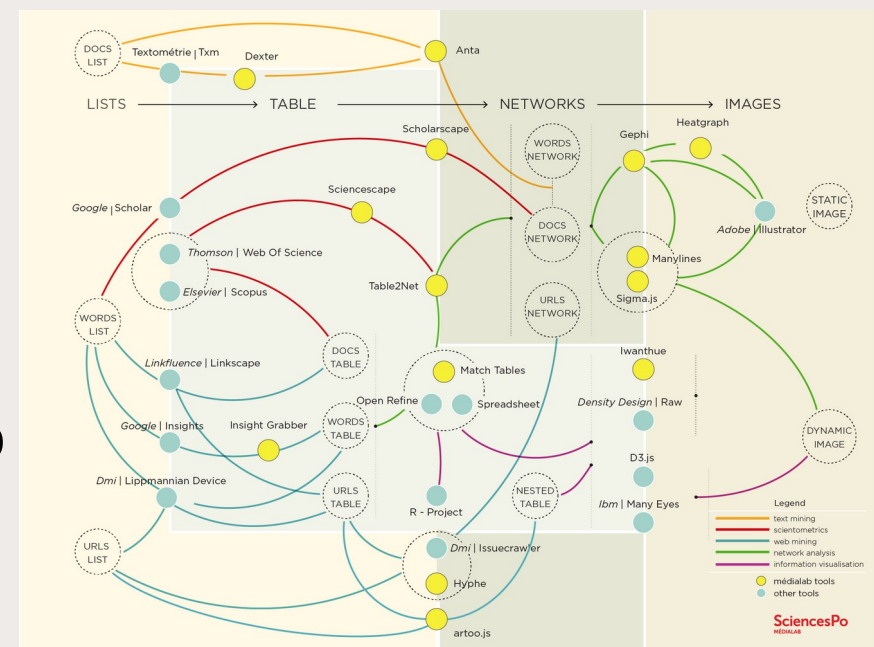 DOCS
LIST
Textométrie | Txm
Dexter
Anta
LISTS
TABLE
NETWORKS
IMAGES
Scholarscape
WORDS
NETWORK
Gephi
Heatgraph
Sciencescape
Google | Scholar
STATIC
IMAGE
DOCS
NETWORK
Adobe | Illustrator
Thomson | Web Of Science
Manylines
Elsevier | Scopus
Table2Net
Sigma.js
URLS
NETWORK
WORDS
LIST
DOCS
TABLE
Iwanthue
Linkfluence | Linkscape
Match Tables
Open Refine
Spreadsheet
Density Design | Raw
Google | Insights
Insight Grabber
WORDS
TABLE
DYNAMIC
IMAGE
D3.js
Dmi | Lippmannian Device
URLS
TABLE
R - Project
NESTED
TABLE
Ibm | Many Eyes
Legend
text mining
scientometrics
web mining
network analysis
information visualisation
médialab tools
other tools
URLS
LIST
Dmi | Issuecrawler
Hyphe
artoo.js
SciencesPo
MÉDIALAB